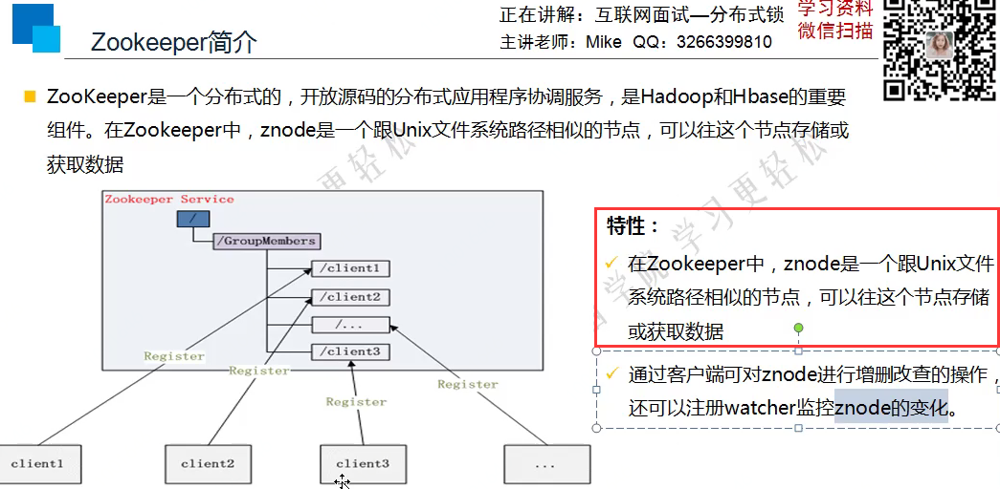 正在讲解：互联网面试—分布式锁
主讲老师：Mike QQ：3266399810
学习资料
微信扫描
Zookeeper简介
ZooKeeper是一个分布式的，开放源码的分布式应用程序协调服务，是Hadoop和Hbase的重要
组件。在Zookeeper中，znode是一个跟Unix文件系统路径相似的节点，可以往这个节点存储或
获取数据
Zookeeper Service
/
/GroupMembers
/client1
/client2
/...
/client3
Register
Register
Register
Register
client1
client2
client3
...
特性：
在Zookeeper中，znode是一个跟Unix文件
系统路径相似的节点，可以往这个节点存储
或获取数据
通过客户端可对znode进行增删改查的操作，
还可以注册watcher监控znode的变化。
更轻松
学院 学习更轻松